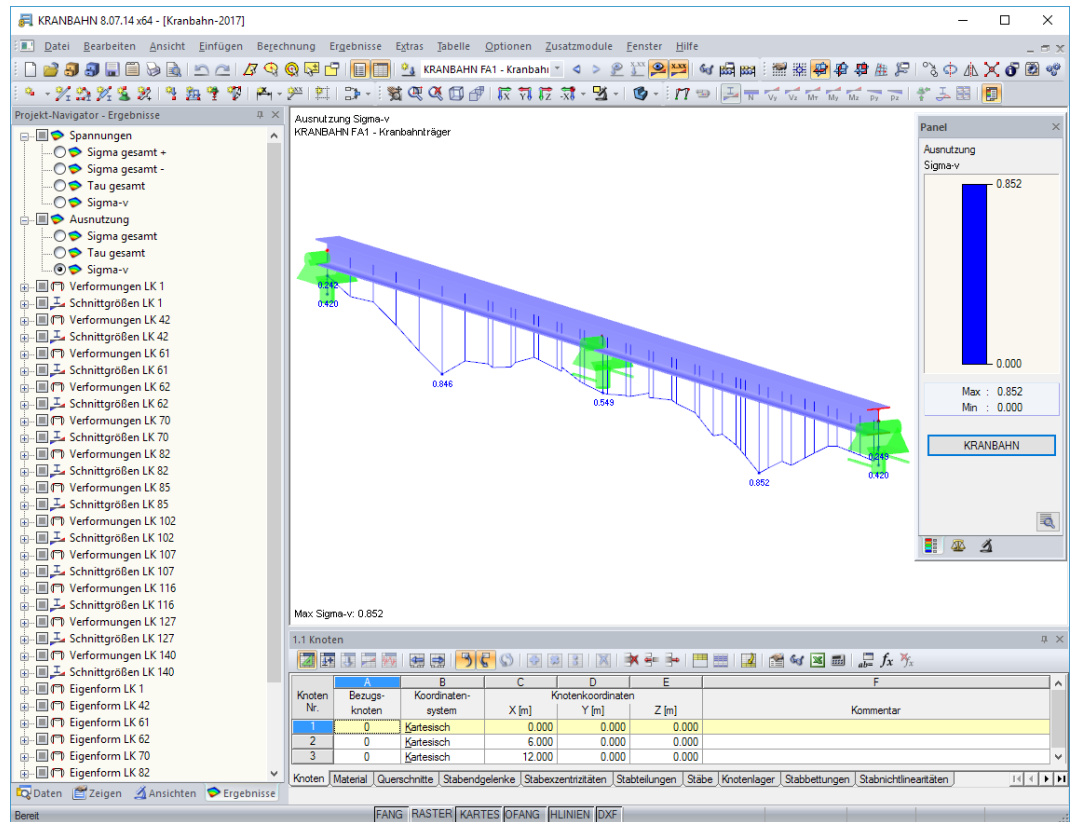 KRANBAHN 8.07.14 x64 - [Kranbahn-2017]
Datei Bearbeiten Ansicht Einfügen Berechnung Ergebnisse Extras Tabelle Optionen Zusatzmodule Fenster Hilfe
KRANBAHN FA1 - Kranbahn
Projekt-Navigator - Ergebnisse
Spannungen
Sigma gesamt +
Sigma gesamt -
Tau gesamt
Sigma-v
Ausnutzung
Sigma gesamt
Tau gesamt
Sigma-v
Verformungen LK 1
Schnittgrößen LK 1
Verformungen LK 42
Schnittgrößen LK 42
Verformungen LK 61
Schnittgrößen LK 61
Verformungen LK 62
Schnittgrößen LK 62
Verformungen LK 70
Schnittgrößen LK 70
Verformungen LK 82
Schnittgrößen LK 82
Verformungen LK 85
Schnittgrößen LK 85
Verformungen LK 102
Schnittgrößen LK 102
Verformungen LK 107
Schnittgrößen LK 107
Verformungen LK 116
Schnittgrößen LK 116
Verformungen LK 127
Schnittgrößen LK 127
Verformungen LK 140
Schnittgrößen LK 140
Eigenform LK 1
Eigenform LK 42
Eigenform LK 61
Eigenform LK 62
Eigenform LK 70
Eigenform LK 82
Daten Zeigen Ansichten Ergebnisse
Ausnutzung Sigma-v
KRANBAHN FA1 - Kranbahnträger
0.242
0.420
0.846
0.549
0.852
0.249
0.420
Max Sigma-v: 0.852
Panel
Ausnutzung
Sigma-v
0.852
0.000
Max : 0.852
Min : 0.000
KRANBAHN
1.1 Knoten
A B C D E F
Knoten Bezugs- Koordinaten- Knotenkoordinaten
Nr. knoten system X [m] Y [m] Z [m] Kommentar
1 0 Kartesisch 0.000 0.000 0.000
2 0 Kartesisch 6.000 0.000 0.000
3 0 Kartesisch 12.000 0.000 0.000
Knoten Material Querschnitte Stabendgelenke Stabexzentrizitäten Stabteilungen Stäbe Knotenlager Stabbettungen Stabnichtlinearitäten
Bereit
FANG RASTER KARTES OFANG HLINIEN DXF